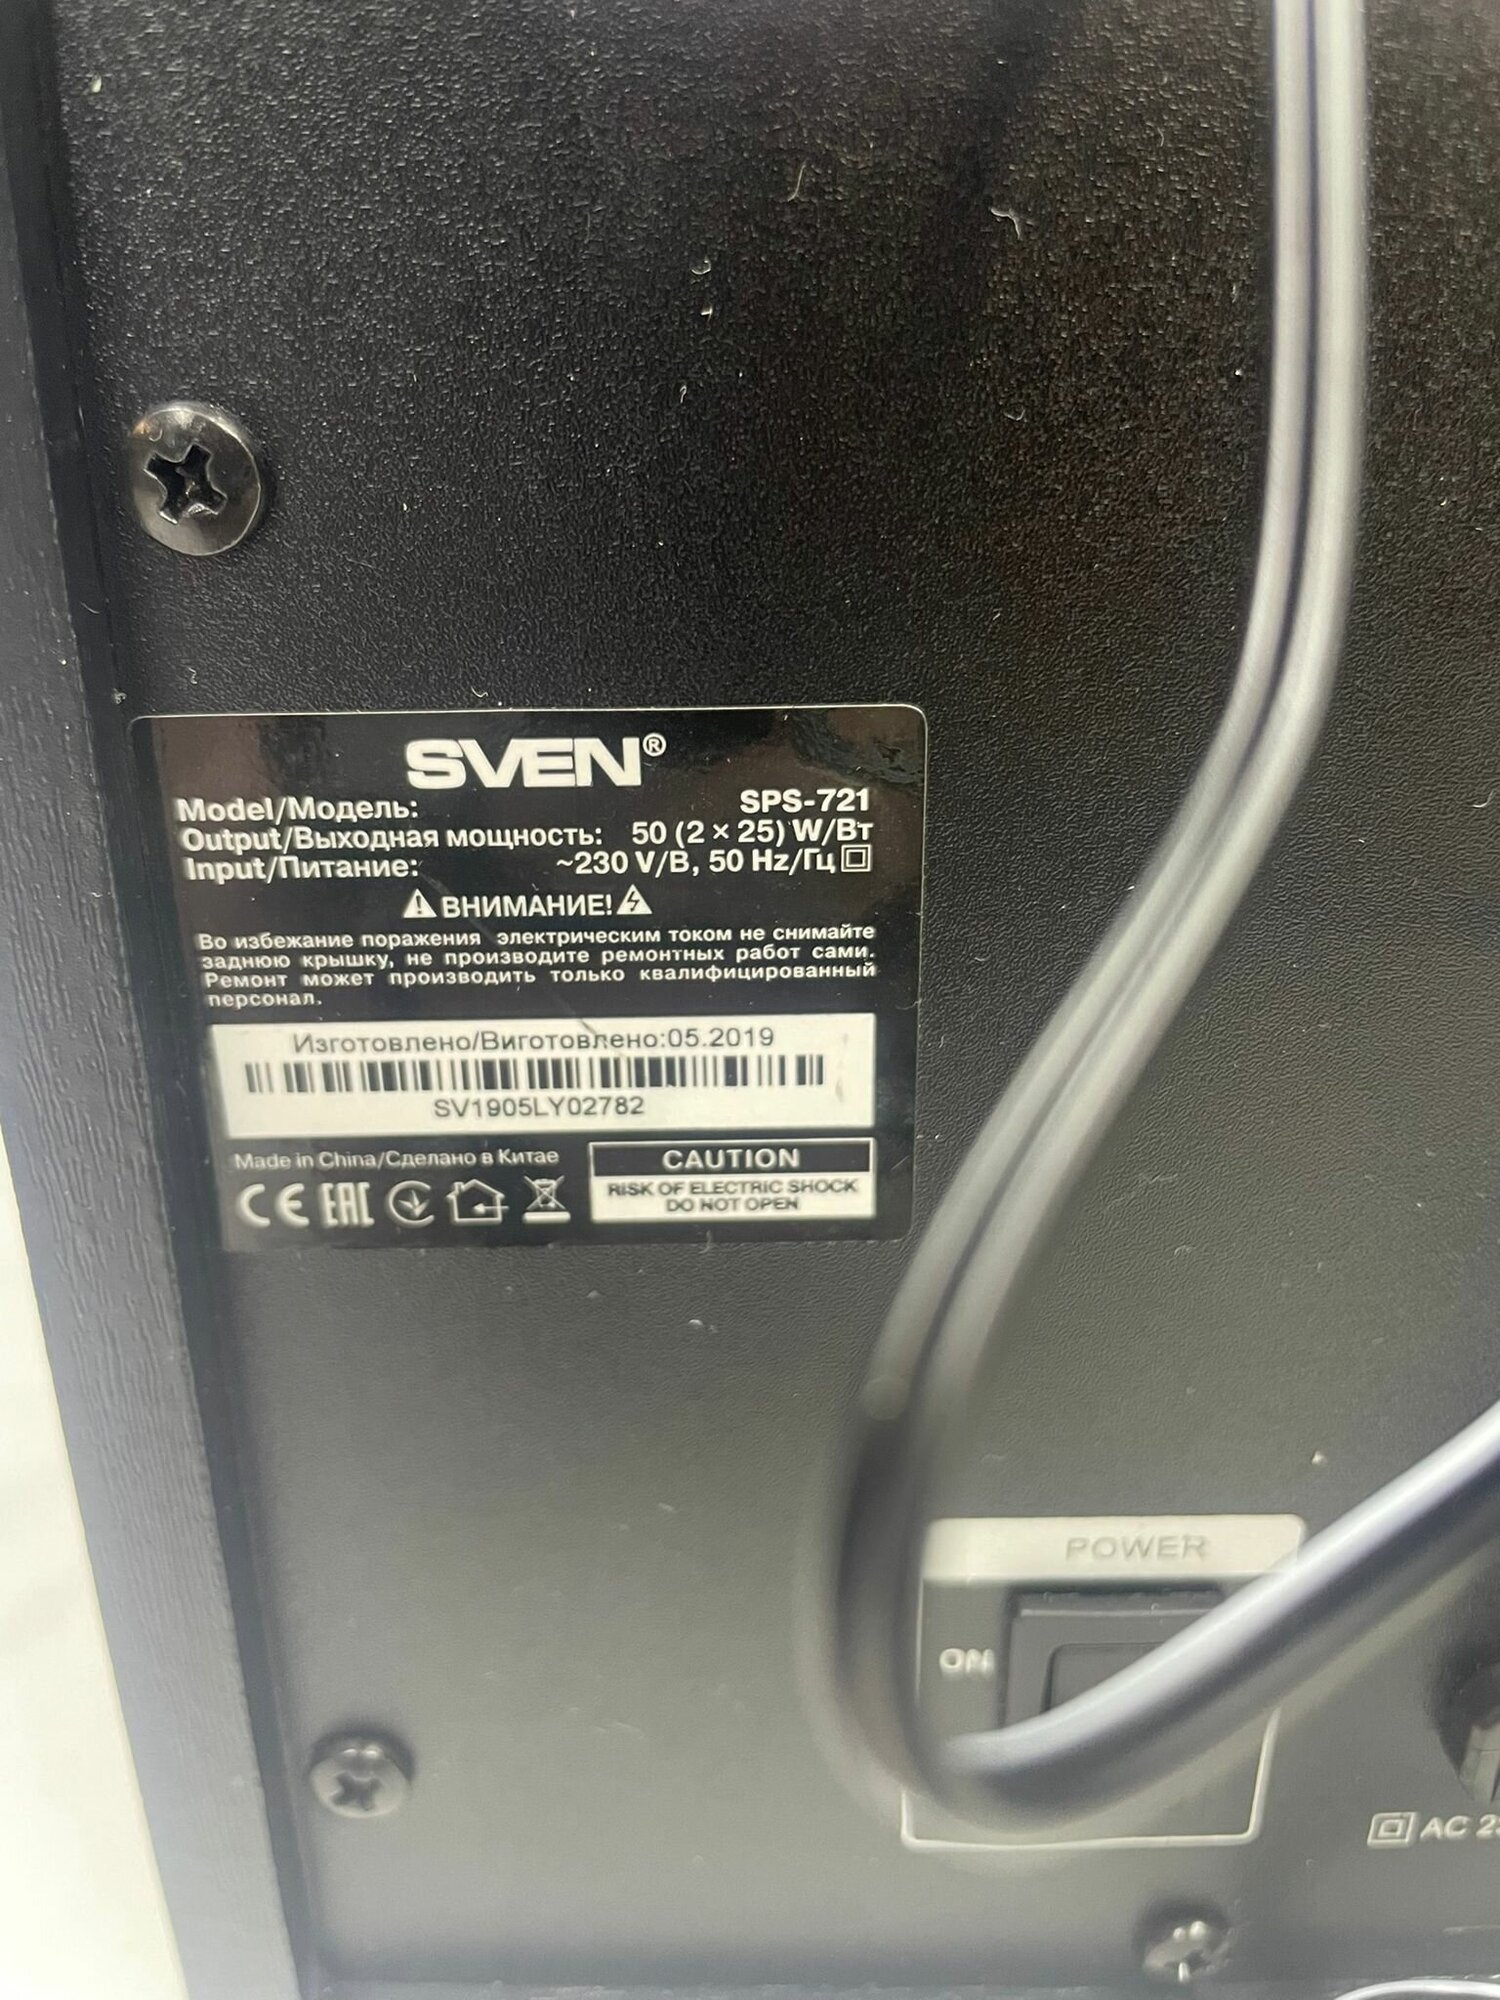 SVEN®
Model/Модель: SPS-721
Output/Выходная мощность: 50 (2 × 25) W/Вт
Input/Питание: ~230 V/В, 50 Hz/Гц
ВНИМАНИЕ!
Во избежание поражения электрическим током не снимайте
заднюю крышку, не производите ремонтных работ сами.
Ремонт может производить только квалифицированный
персонал.
Изготовлено/Виготовлено:05.2019
SV1905LY02782
Made in China/Сделано в Китае
CE EAC
CAUTION
RISK OF ELECTRIC SHOCK
DO NOT OPEN
POWER
ON
AC